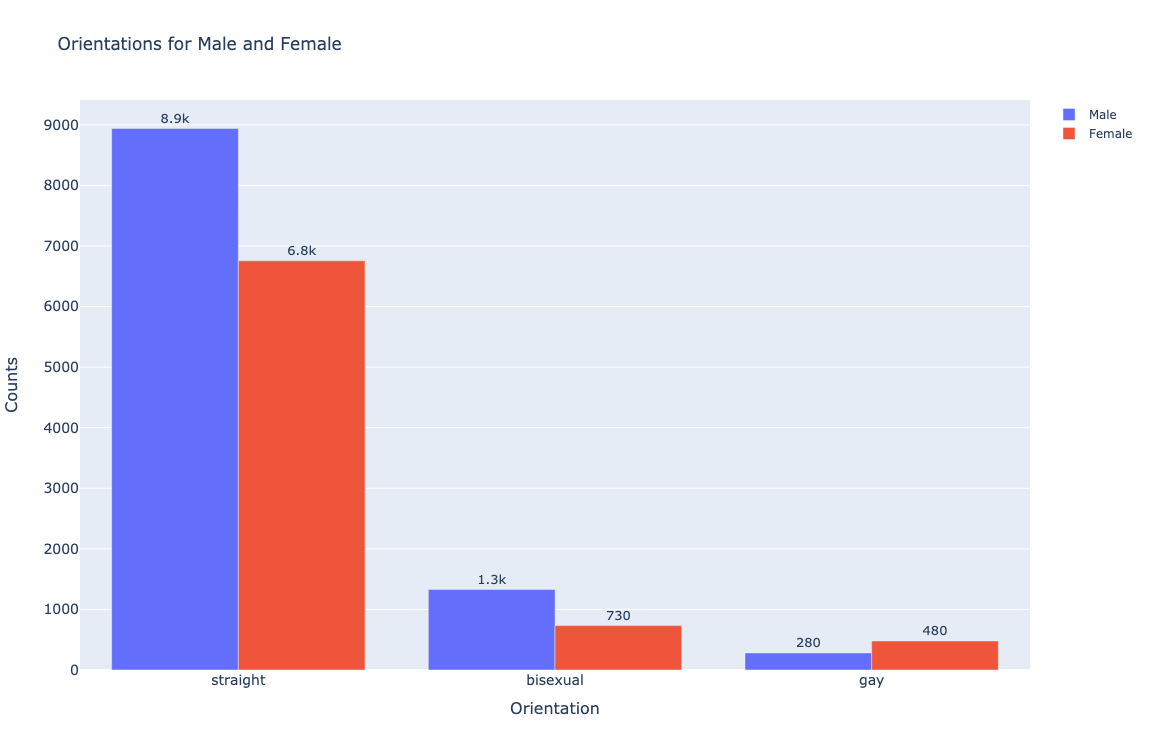 Orientations for Male and Female
Male
Female
9000
8000
7000
6000
5000
4000
3000
2000
1000
0
Counts
8.9k
6.8k
1.3k
730
280
480
straight
bisexual
gay
Orientation